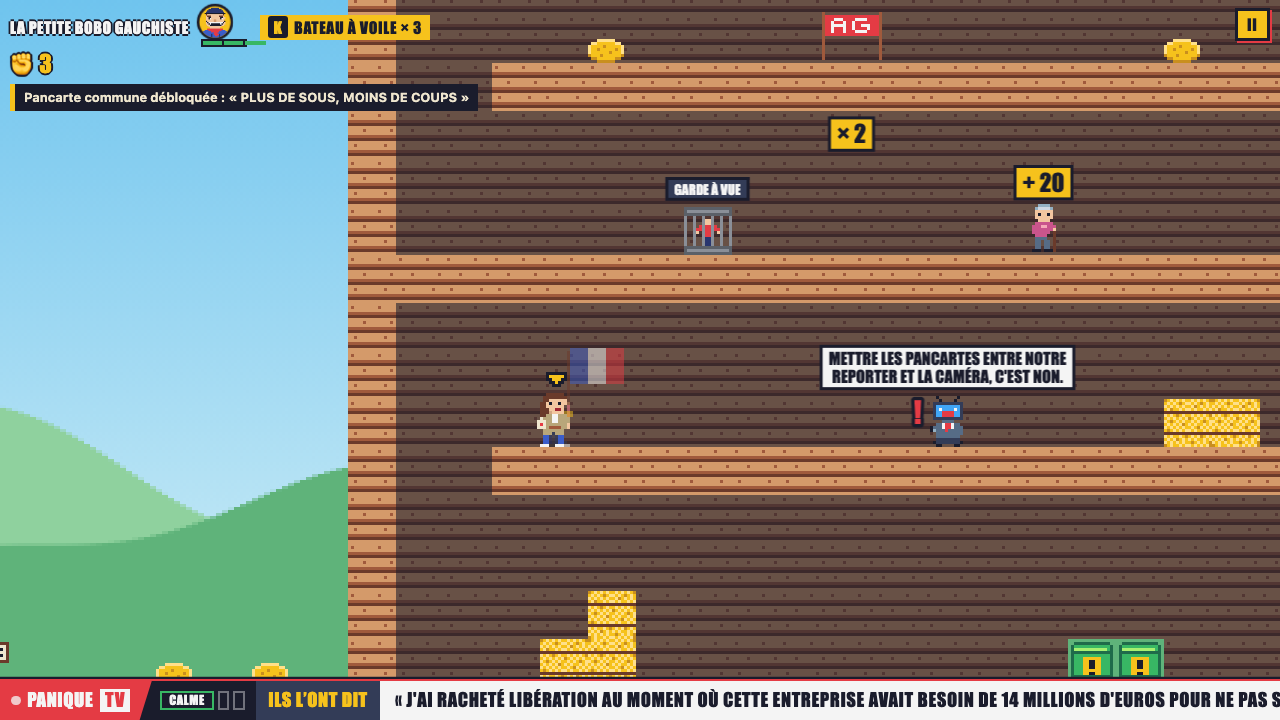 LA PETITE BOBO GAUCHISTE
K BATEAU À VOILE × 3
3
Pancarte commune débloquée : « PLUS DE SOUS, MOINS DE COUPS »
AG
× 2
+ 20
GARDE À VUE
METTRE LES PANCARTES ENTRE NOTRE
REPORTER ET LA CAMÉRA, C'EST NON.
!
PANIQUE TV
CALME
ILS L'ONT DIT
« J'AI RACHETÉ LIBÉRATION AU MOMENT OÙ CETTE ENTREPRISE AVAIT BESOIN DE 14 MILLIONS D'EUROS POUR NE PAS S